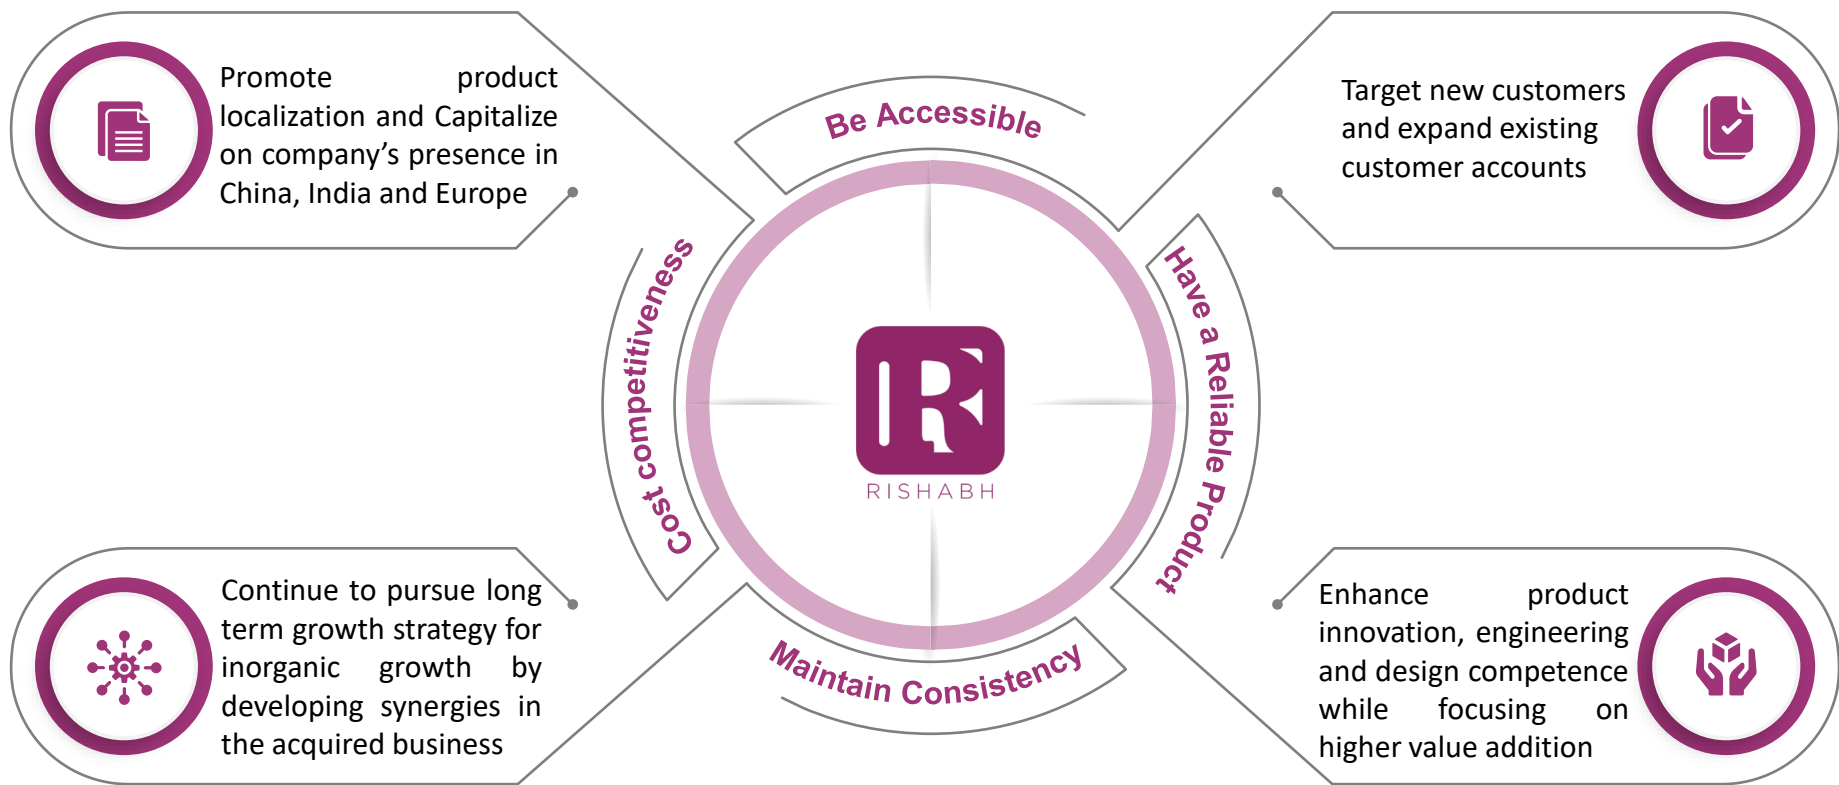 Promote product
localization and Capitalize
on company’s presence in
China, India and Europe
Be Accessible
Target new customers
and expand existing
customer accounts
Cost competitiveness
Have a Reliable Product
RISHABH
Continue to pursue long
term growth strategy for
inorganic growth by
developing synergies in
the acquired business
Maintain Consistency
Enhance product
innovation, engineering
and design competence
while focusing on
higher value addition